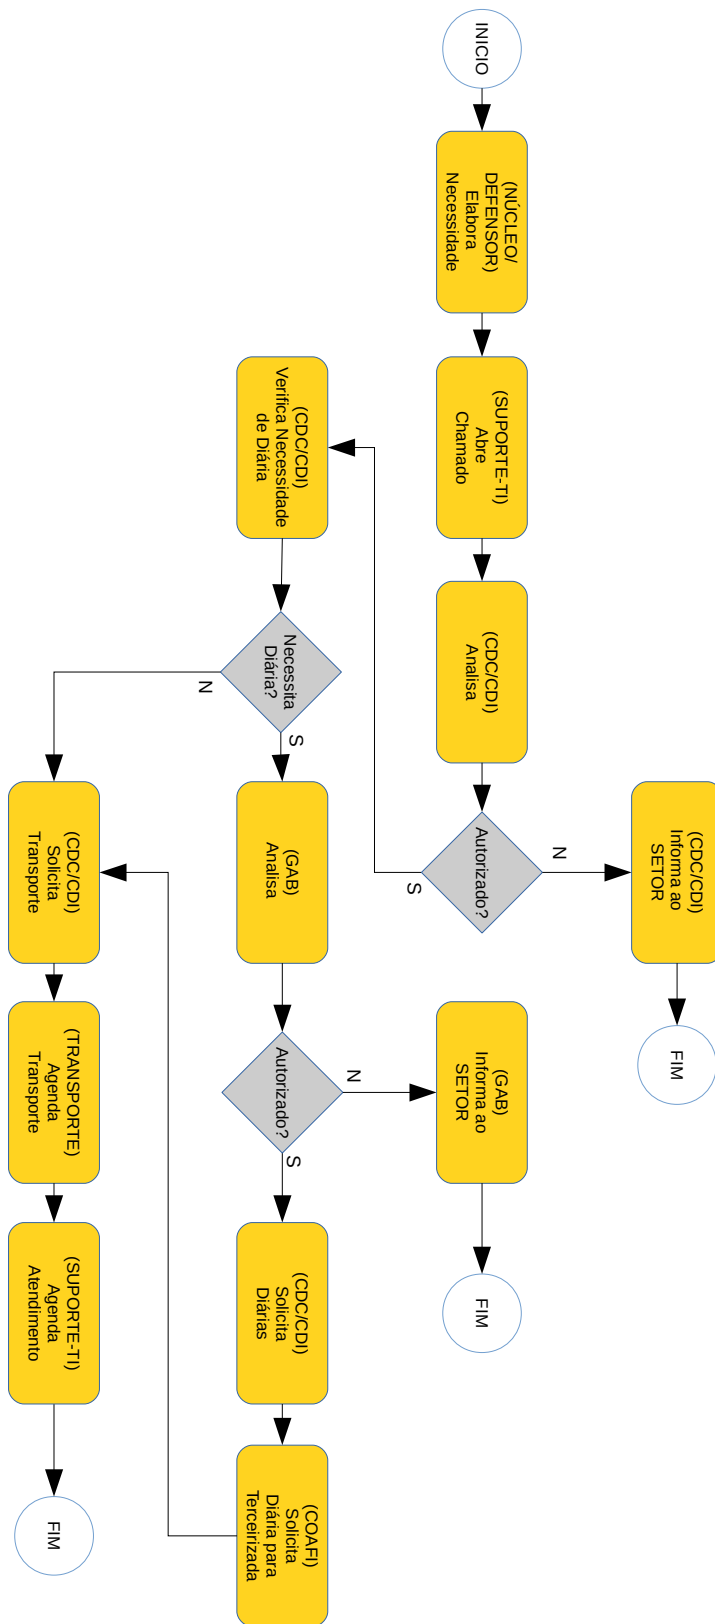 INICIO
(NÚCLEO/
DEFENSOR)
Elabora
Necessidade
(SUPORTE-TI)
Abre
Chamado
(CDC/CDI)
Analisa
Autorizado?
N
S
(CDC/CDI)
Informa ao
SETOR
FIM
(CDC/CDI)
Verifica Necessidade
de Diária
Necessita
Diária?
N
S
(GAB)
Analisa
Autorizado?
N
S
(GAB)
Informa ao
SETOR
FIM
(CDC/CDI)
Solicita
Diárias
(COAFI)
Solicita
Diária para
Terceirizada
(CDC/CDI)
Solicita
Transporte
(TRANSPORTE)
Agenda
Transporte
(SUPORTE-TI)
Agenda
Atendimento
FIM